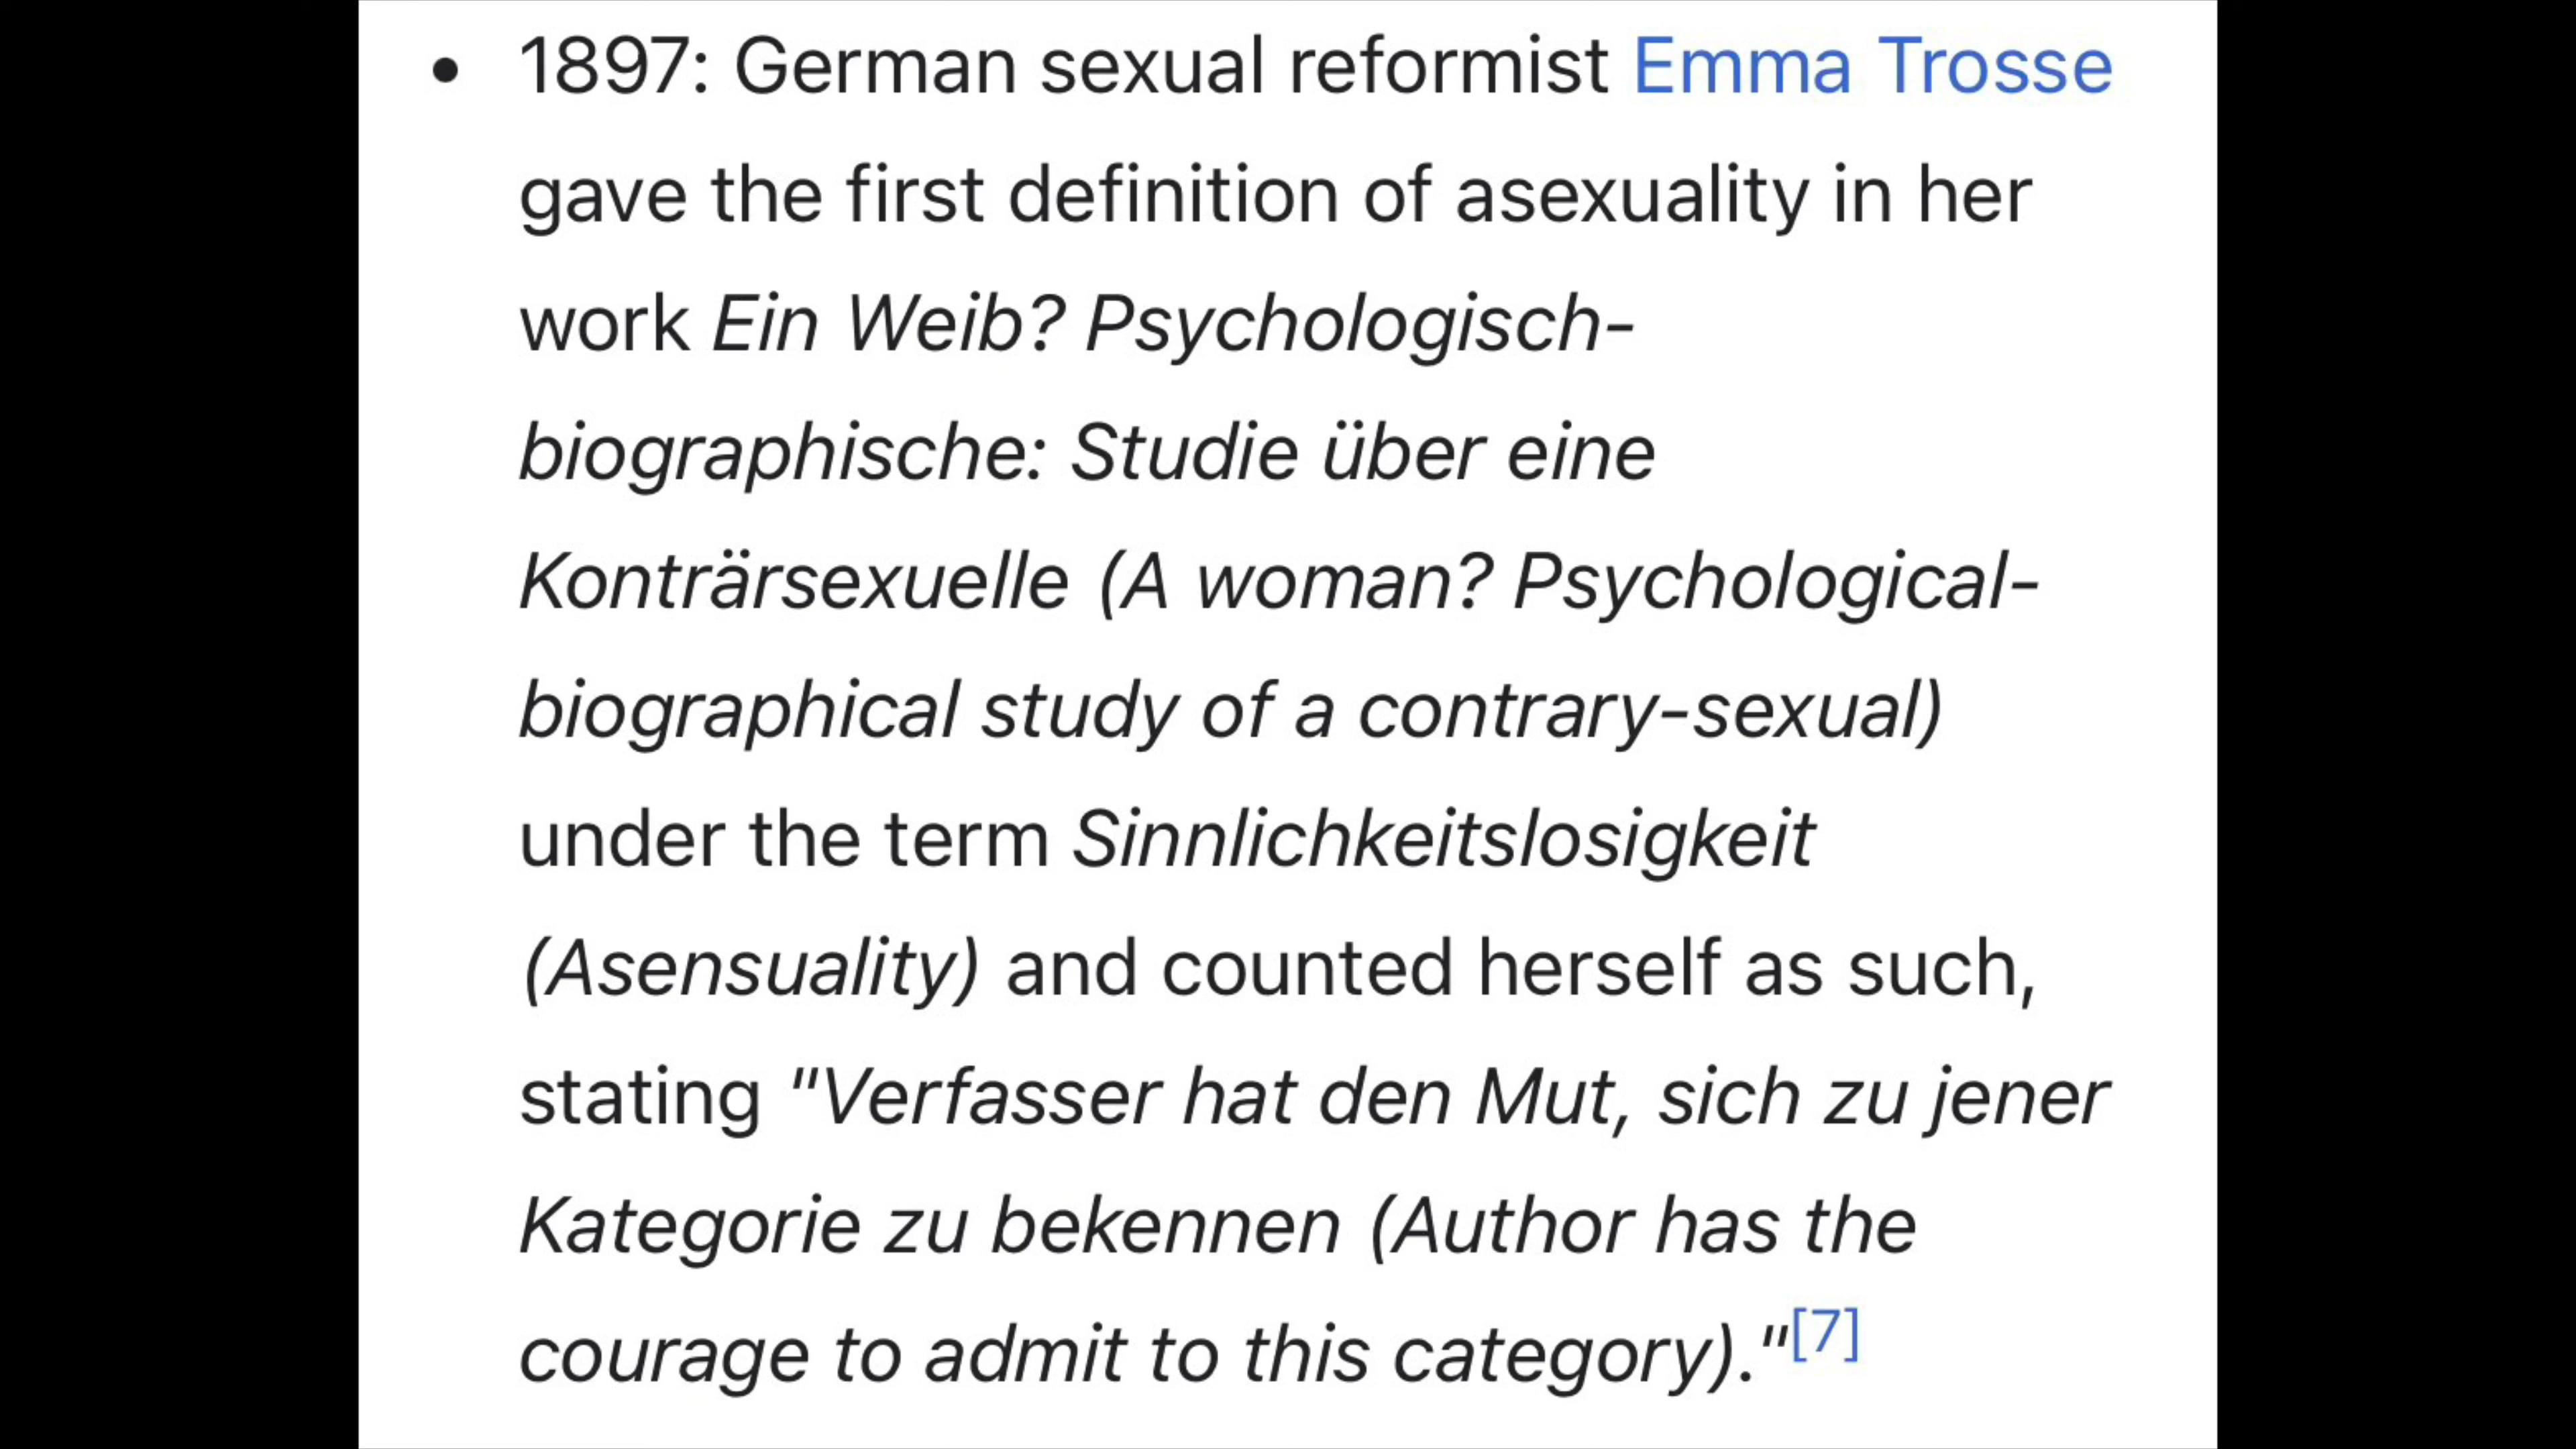 • 1897: German sexual reformist Emma Trosse
gave the first definition of asexuality in her
work Ein Weib? Psychologisch-
biographische: Studie über eine
Konträrsexuelle (A woman? Psychological-
biographical study of a contrary-sexual)
under the term Sinnlichkeitslosigkeit
(Asensuality) and counted herself as such,
stating "Verfasser hat den Mut, sich zu jener
Kategorie zu bekennen (Author has the
courage to admit to this category)."[7]